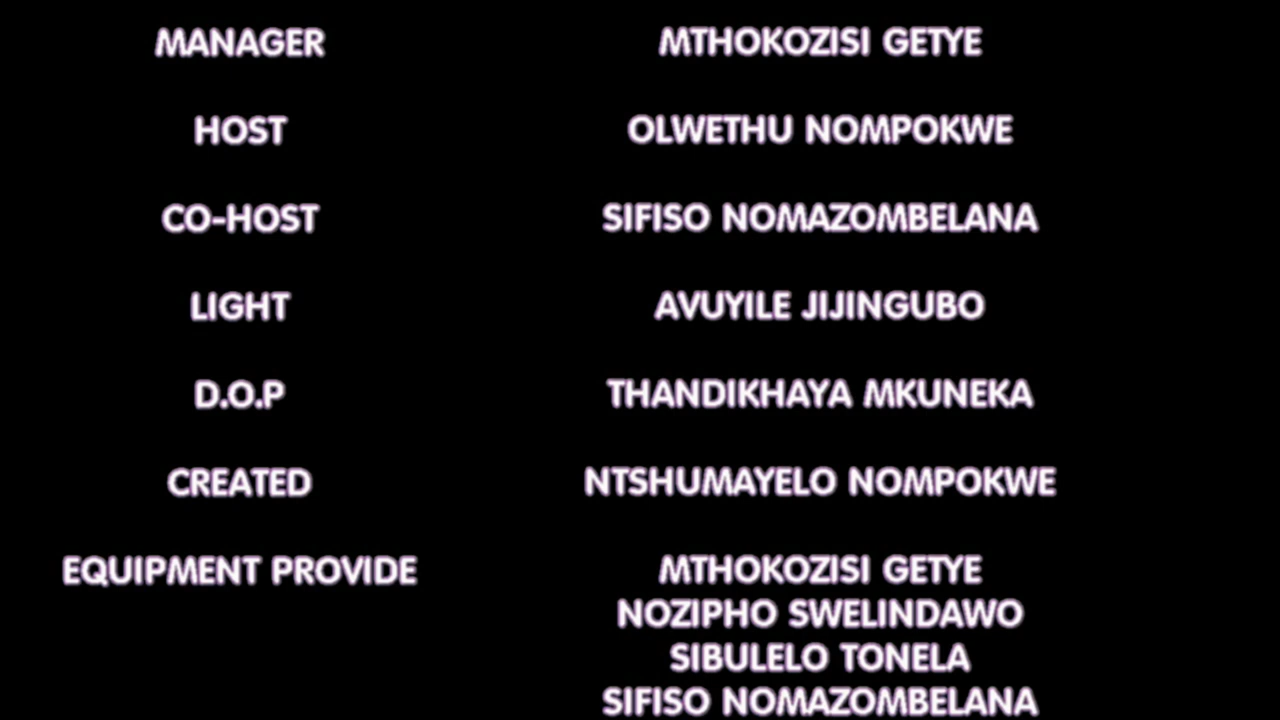 MANAGER MTHOKOZISI GETYE
HOST OLWETHU NOMPOKWE
CO-HOST SIFISO NOMAZOMBELANA
LIGHT AVUYILE JIJINGUBO
D.O.P THANDIKHAYA MKUNEKA
CREATED NTSHUMAYELO NOMPOKWE
EQUIPMENT PROVIDE MTHOKOZISI GETYE
NOZIPHO SWELINDAWO
SIBULELO TONELA
SIFISO NOMAZOMBELANA